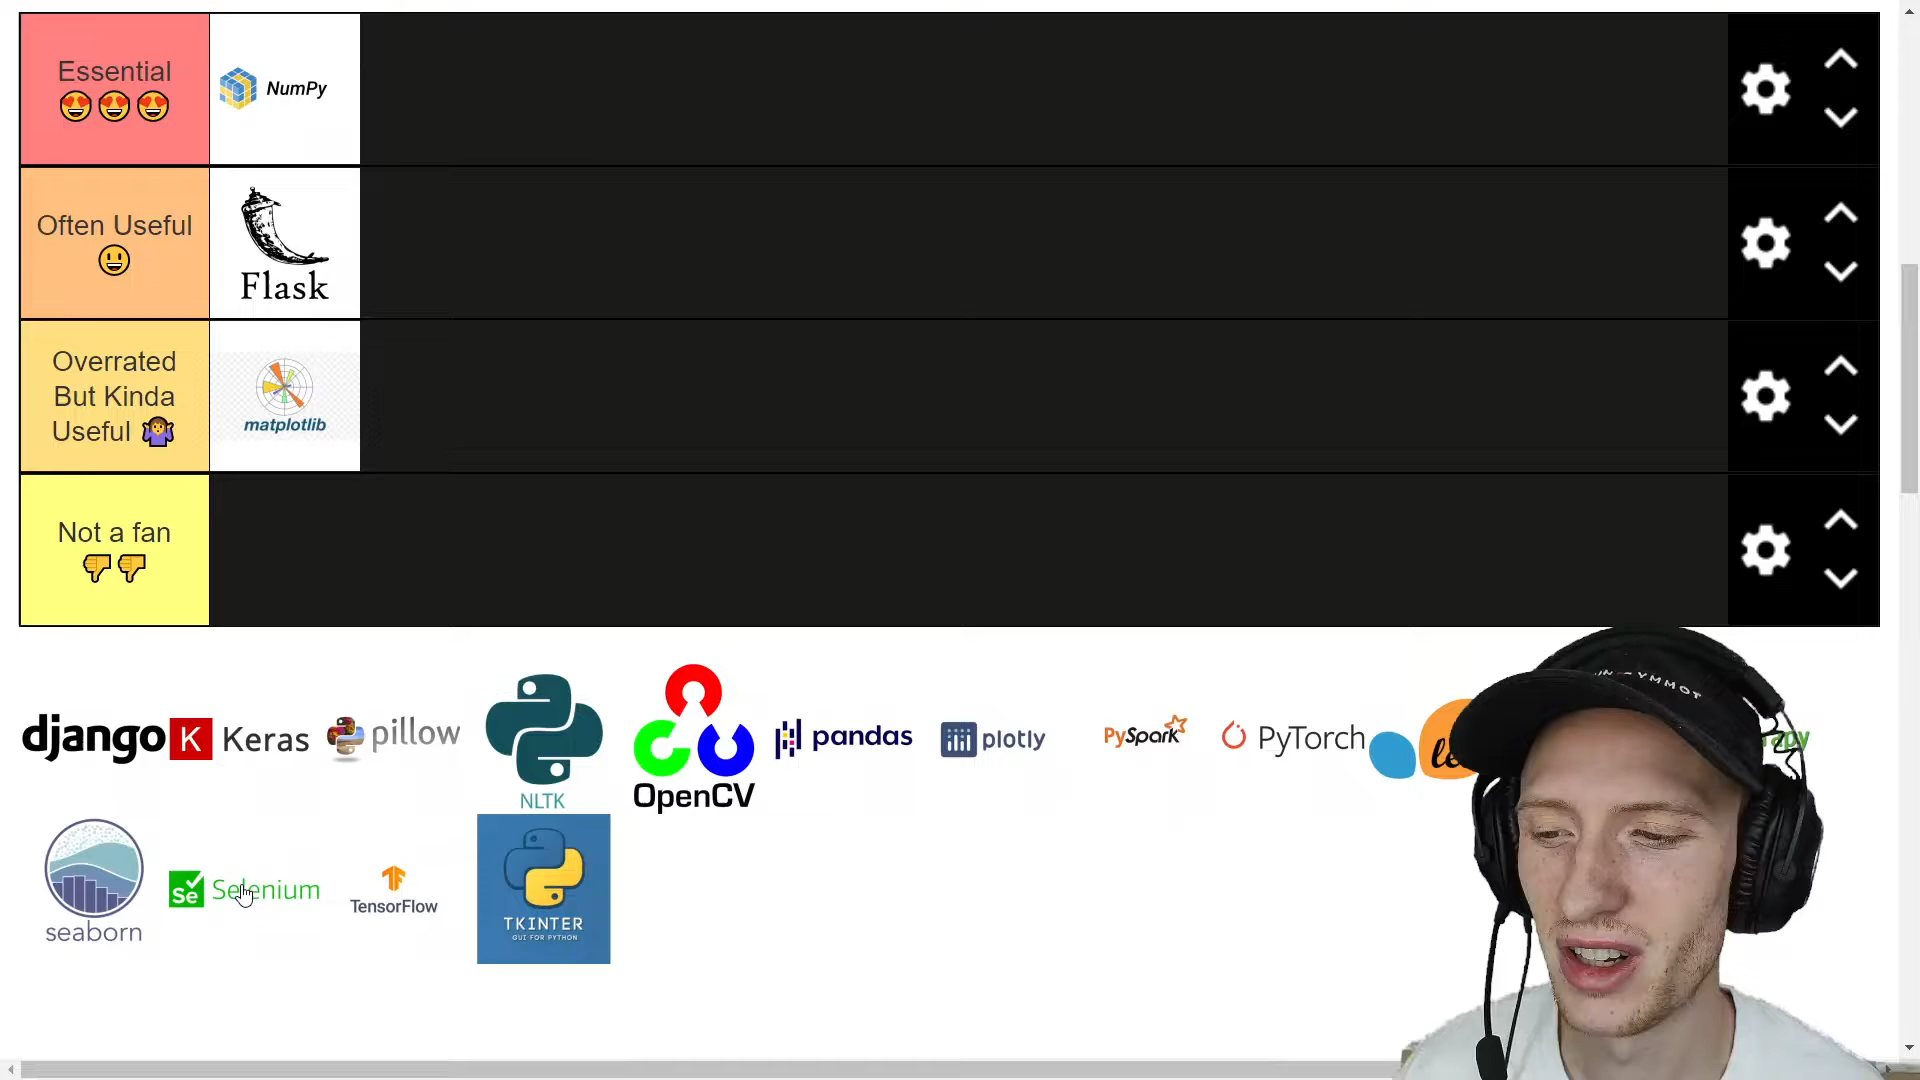 Essential
NumPy
Often Useful
Flask
Overrated
But Kinda
Useful
matplotlib
Not a fan
django
K Keras
pillow
NLTK
OpenCV
pandas
plotly
PySpark
PyTorch
seaborn
Se Selenium
TensorFlow
TKINTER
GUI FOR PYTHON